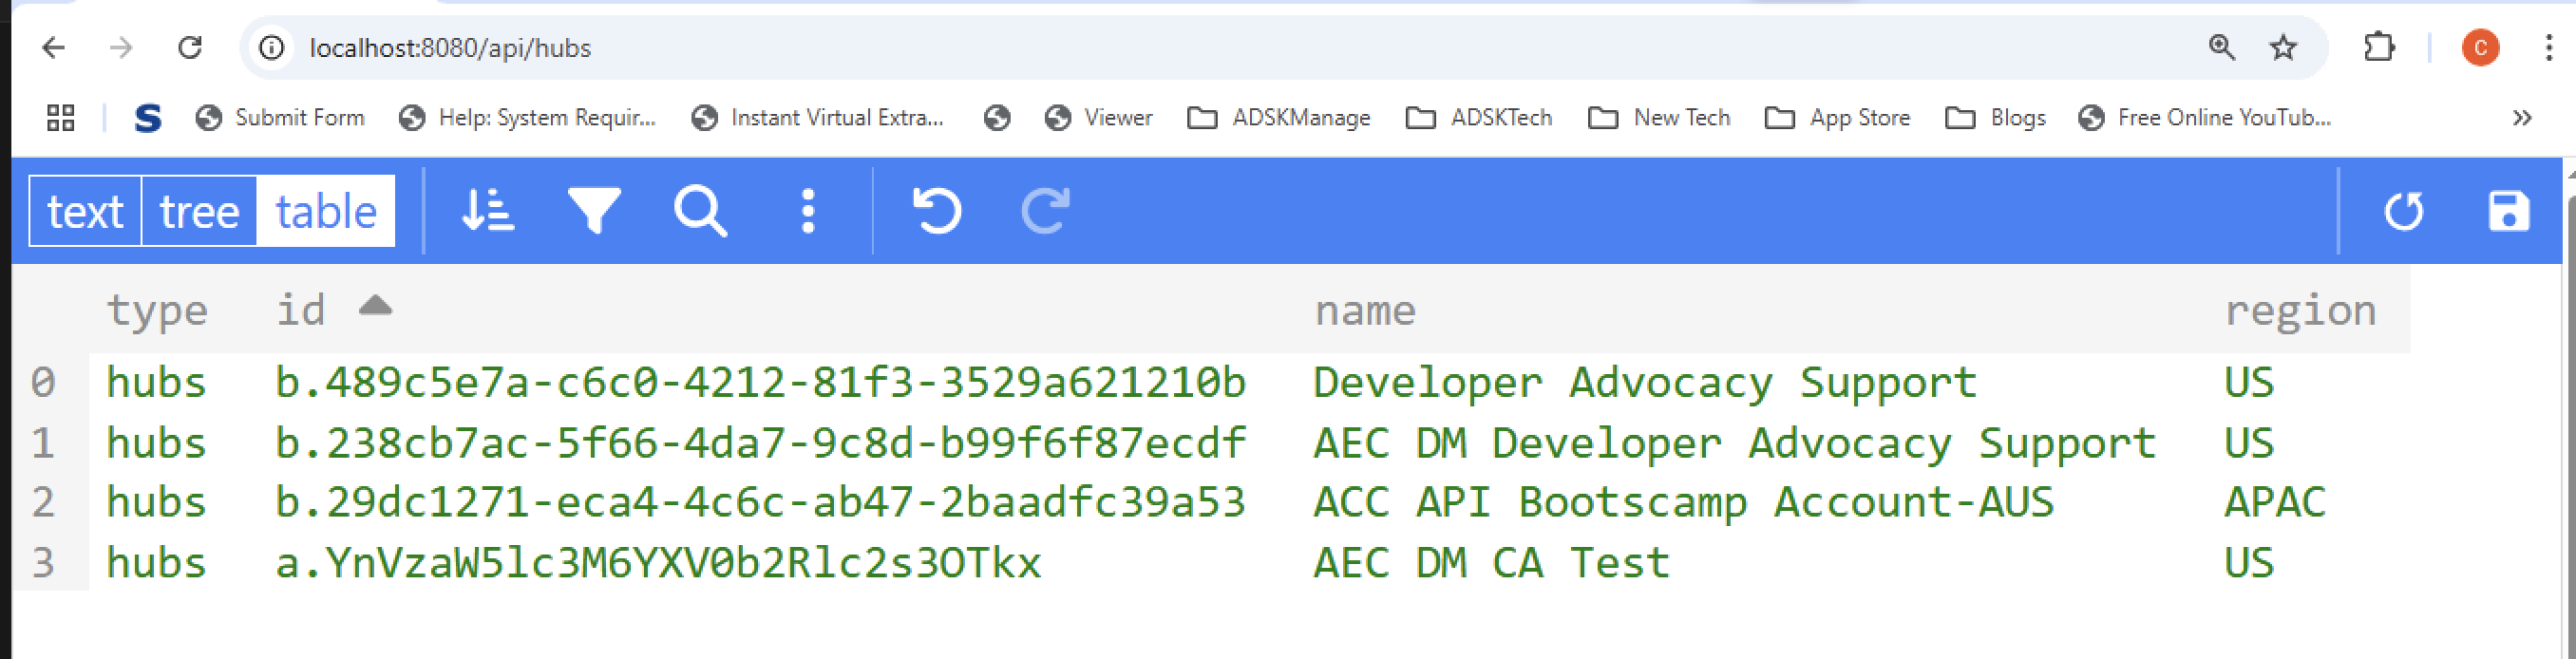 localhost:8080/api/hubs
C
S Submit Form Help: System Requir... Instant Virtual Extra... Viewer ADSKManage ADSKTech New Tech App Store Blogs Free Online YouTub... »
text tree table
type id name region
0 hubs b.489c5e7a-c6c0-4212-81f3-3529a621210b Developer Advocacy Support US
1 hubs b.238cb7ac-5f66-4da7-9c8d-b99f6f87ecdf AEC DM Developer Advocacy Support US
2 hubs b.29dc1271-eca4-4c6c-ab47-2baadfc39a53 ACC API Bootscamp Account-AUS APAC
3 hubs a.YnVzaW5lc3M6YXV0b2Rlc2s3OTkx AEC DM CA Test US